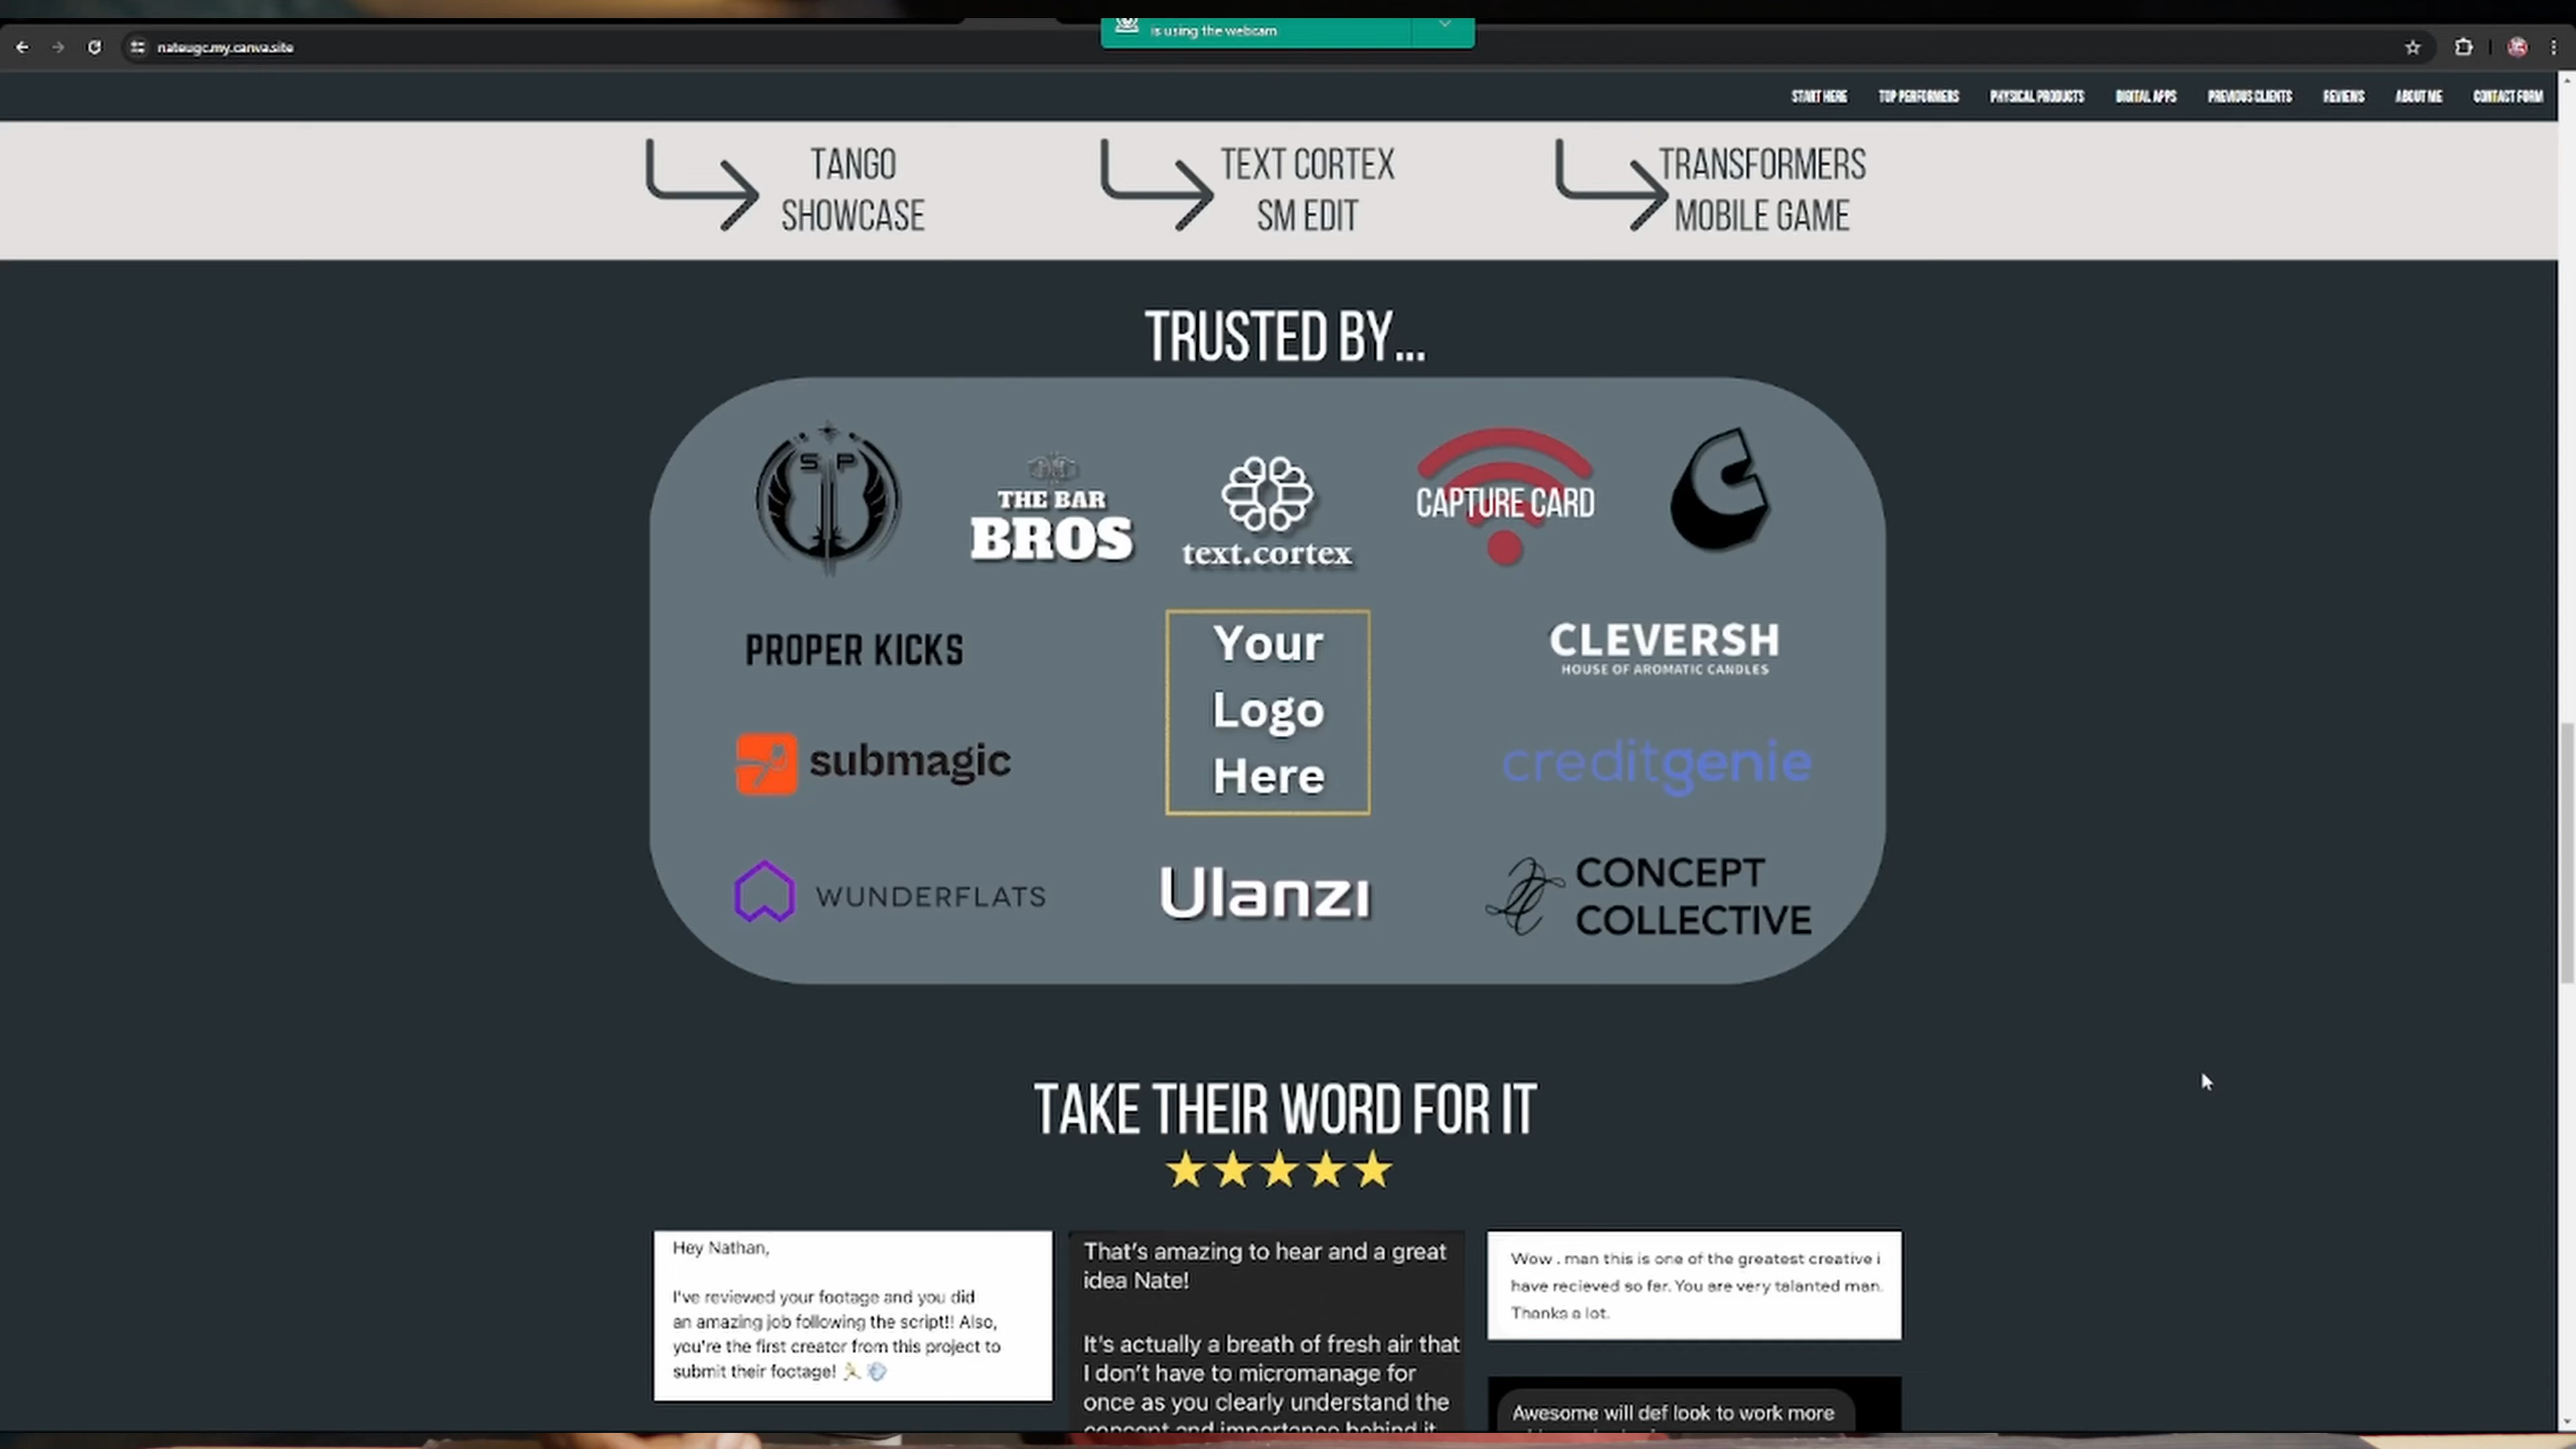 is using the webcam
nateugc.my.canva.site
START HERE TOP PERFORMERS PHYSICAL PRODUCTS DIGITAL APPS PREVIOUS CLIENTS REVIEWS ABOUT ME CONTACT FORM
TANGO
SHOWCASE
TEXT CORTEX
SM EDIT
TRANSFORMERS
MOBILE GAME
TRUSTED BY...
S P
THE BAR
BROS
text.cortex
CAPTURE CARD
C
PROPER KICKS
Your
Logo
Here
CLEVERSH
HOUSE OF AROMATIC CANDLES
submagic
creditgenie
WUNDERFLATS
Ulanzi
CONCEPT
COLLECTIVE
TAKE THEIR WORD FOR IT
Hey Nathan,
I've reviewed your footage and you did
an amazing job following the script!! Also,
you're the first creator from this project to
submit their footage!
That's amazing to hear and a great
idea Nate!
It's actually a breath of fresh air that
I don't have to micromanage for
once as you clearly understand the
concept and importance behind it
Wow . man this is one of the greatest creative i
have recieved so far. You are very talanted man.
Thanks a lot.
Awesome will def look to work more